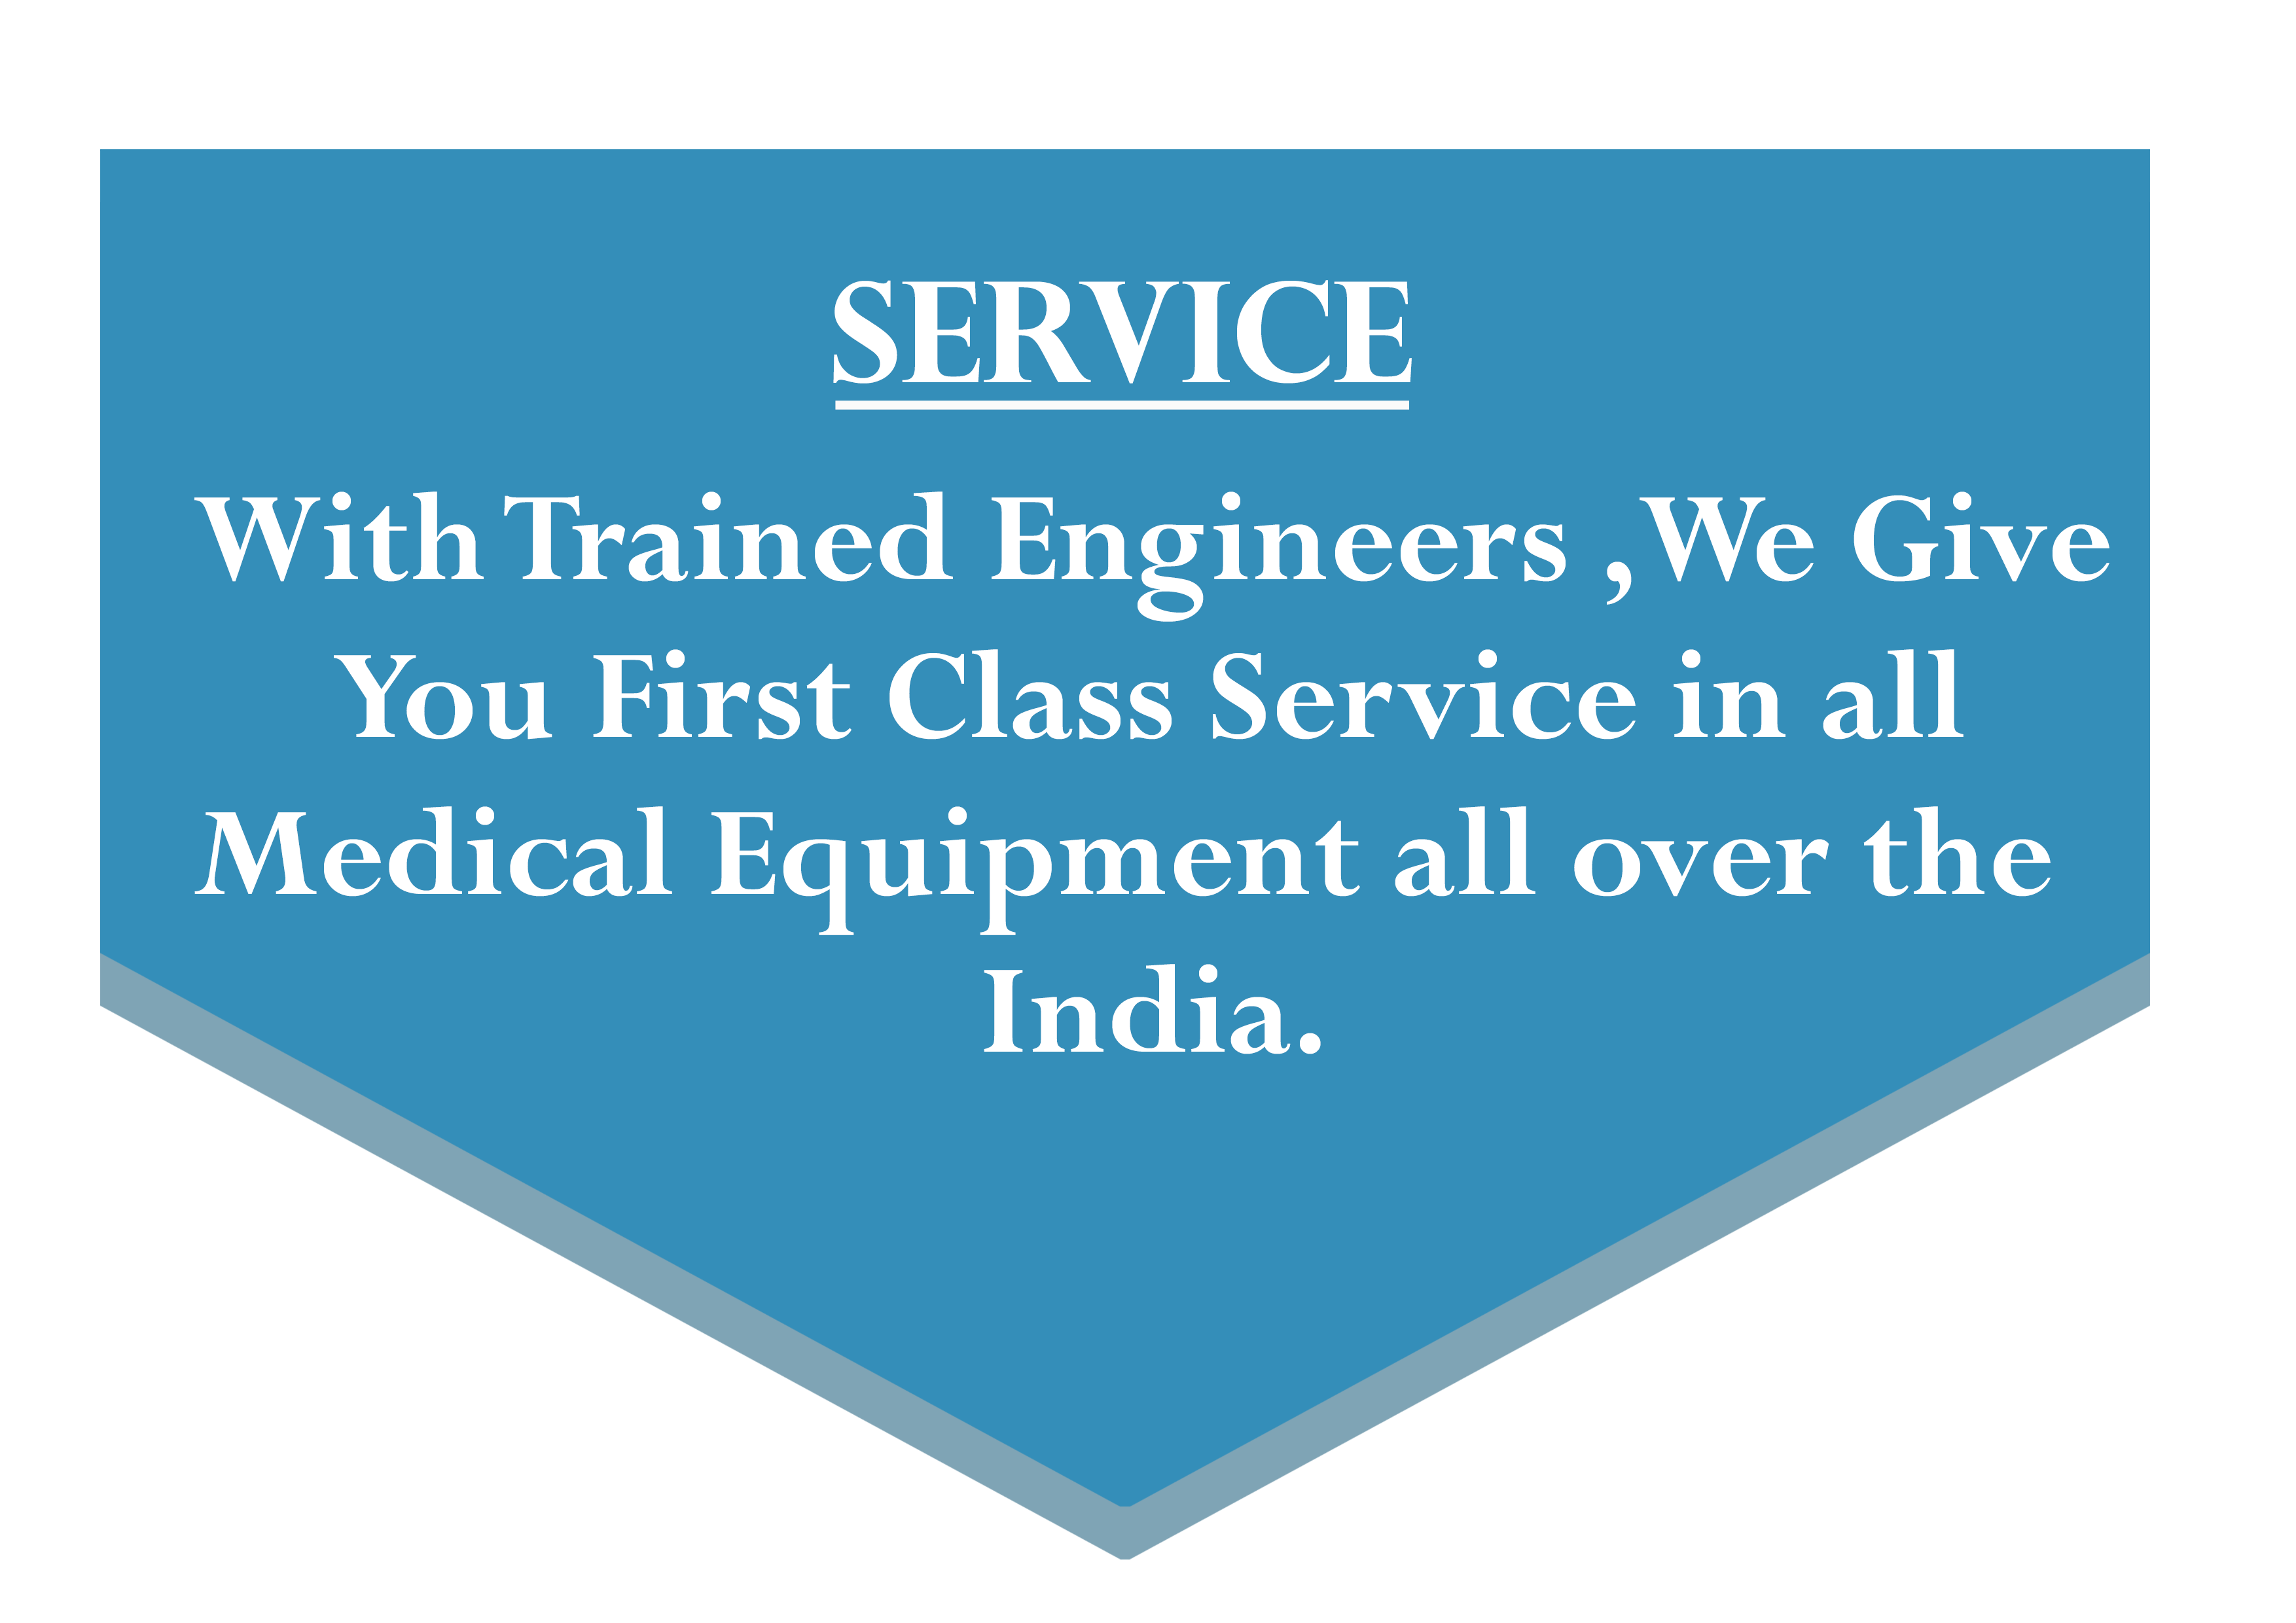 SERVICE
With Trained Engineers , We Give
You First Class Service in all
Medical Equipment all over the
India.